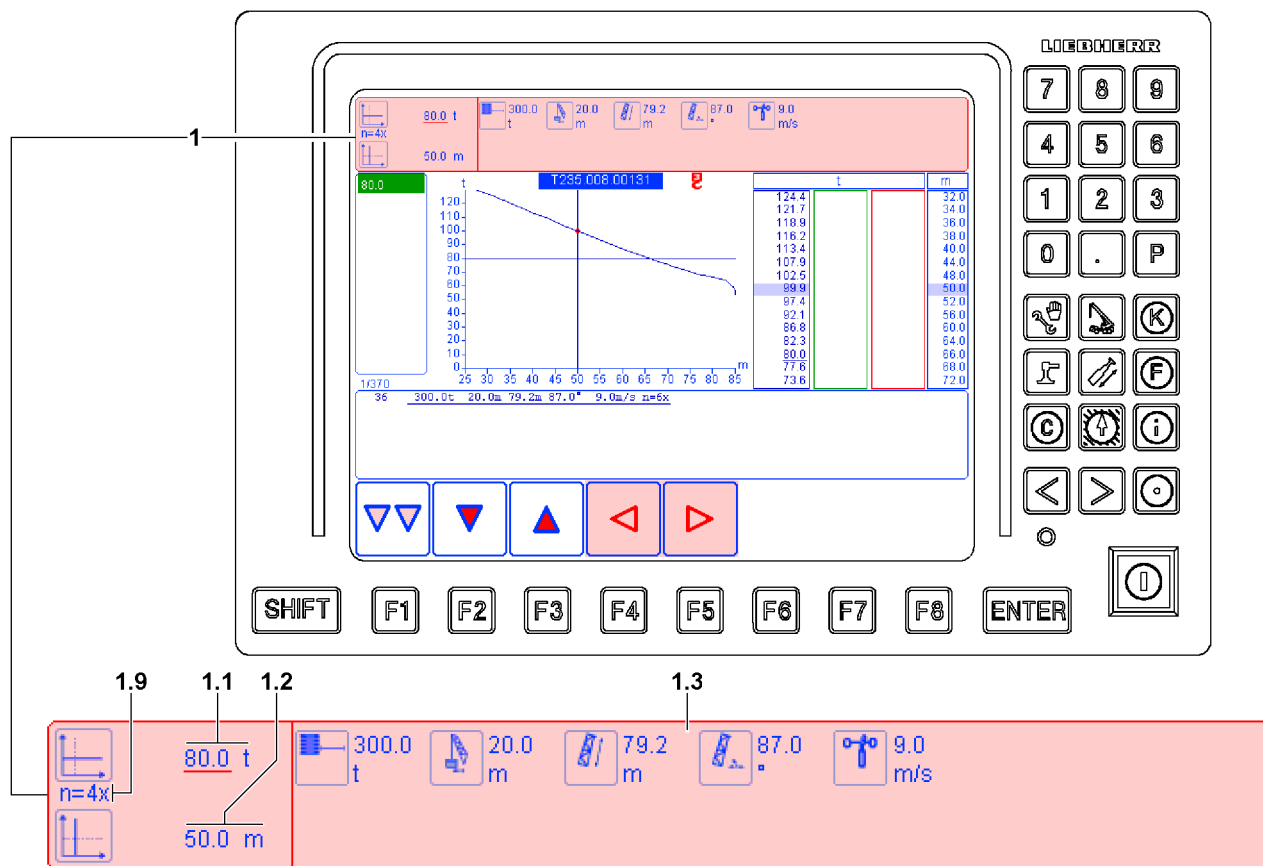 LIEBHERR
7 8 9
4 5 6
1 2 3
0 . P
K
F
C i
< >
1
80.0 t
n=4x
50.0 m
300.0 t
20.0 m
79.2 m
87.0 °
9.0 m/s
80.0
1/370
t
T235 008.00131
120
110
100
90
80
70
60
50
40
30
20
10
0
m
25 30 35 40 45 50 55 60 65 70 75 80 85
t m
124.4 32.0
121.7 34.0
118.9 36.0
116.2 38.0
113.4 40.0
107.9 44.0
102.5 48.0
99.9 50.0
97.4 52.0
92.1 56.0
86.8 60.0
82.3 64.0
80.0 66.0
77.6 68.0
73.6 72.0
36 300.0t 20.0m 79.2m 87.0° 9.0m/s n=6x
SHIFT F1 F2 F3 F4 F5 F6 F7 F8 ENTER
1.9 1.1 1.2 1.3
80.0 t
n=4x
50.0 m
300.0 t
20.0 m
79.2 m
87.0 °
9.0 m/s